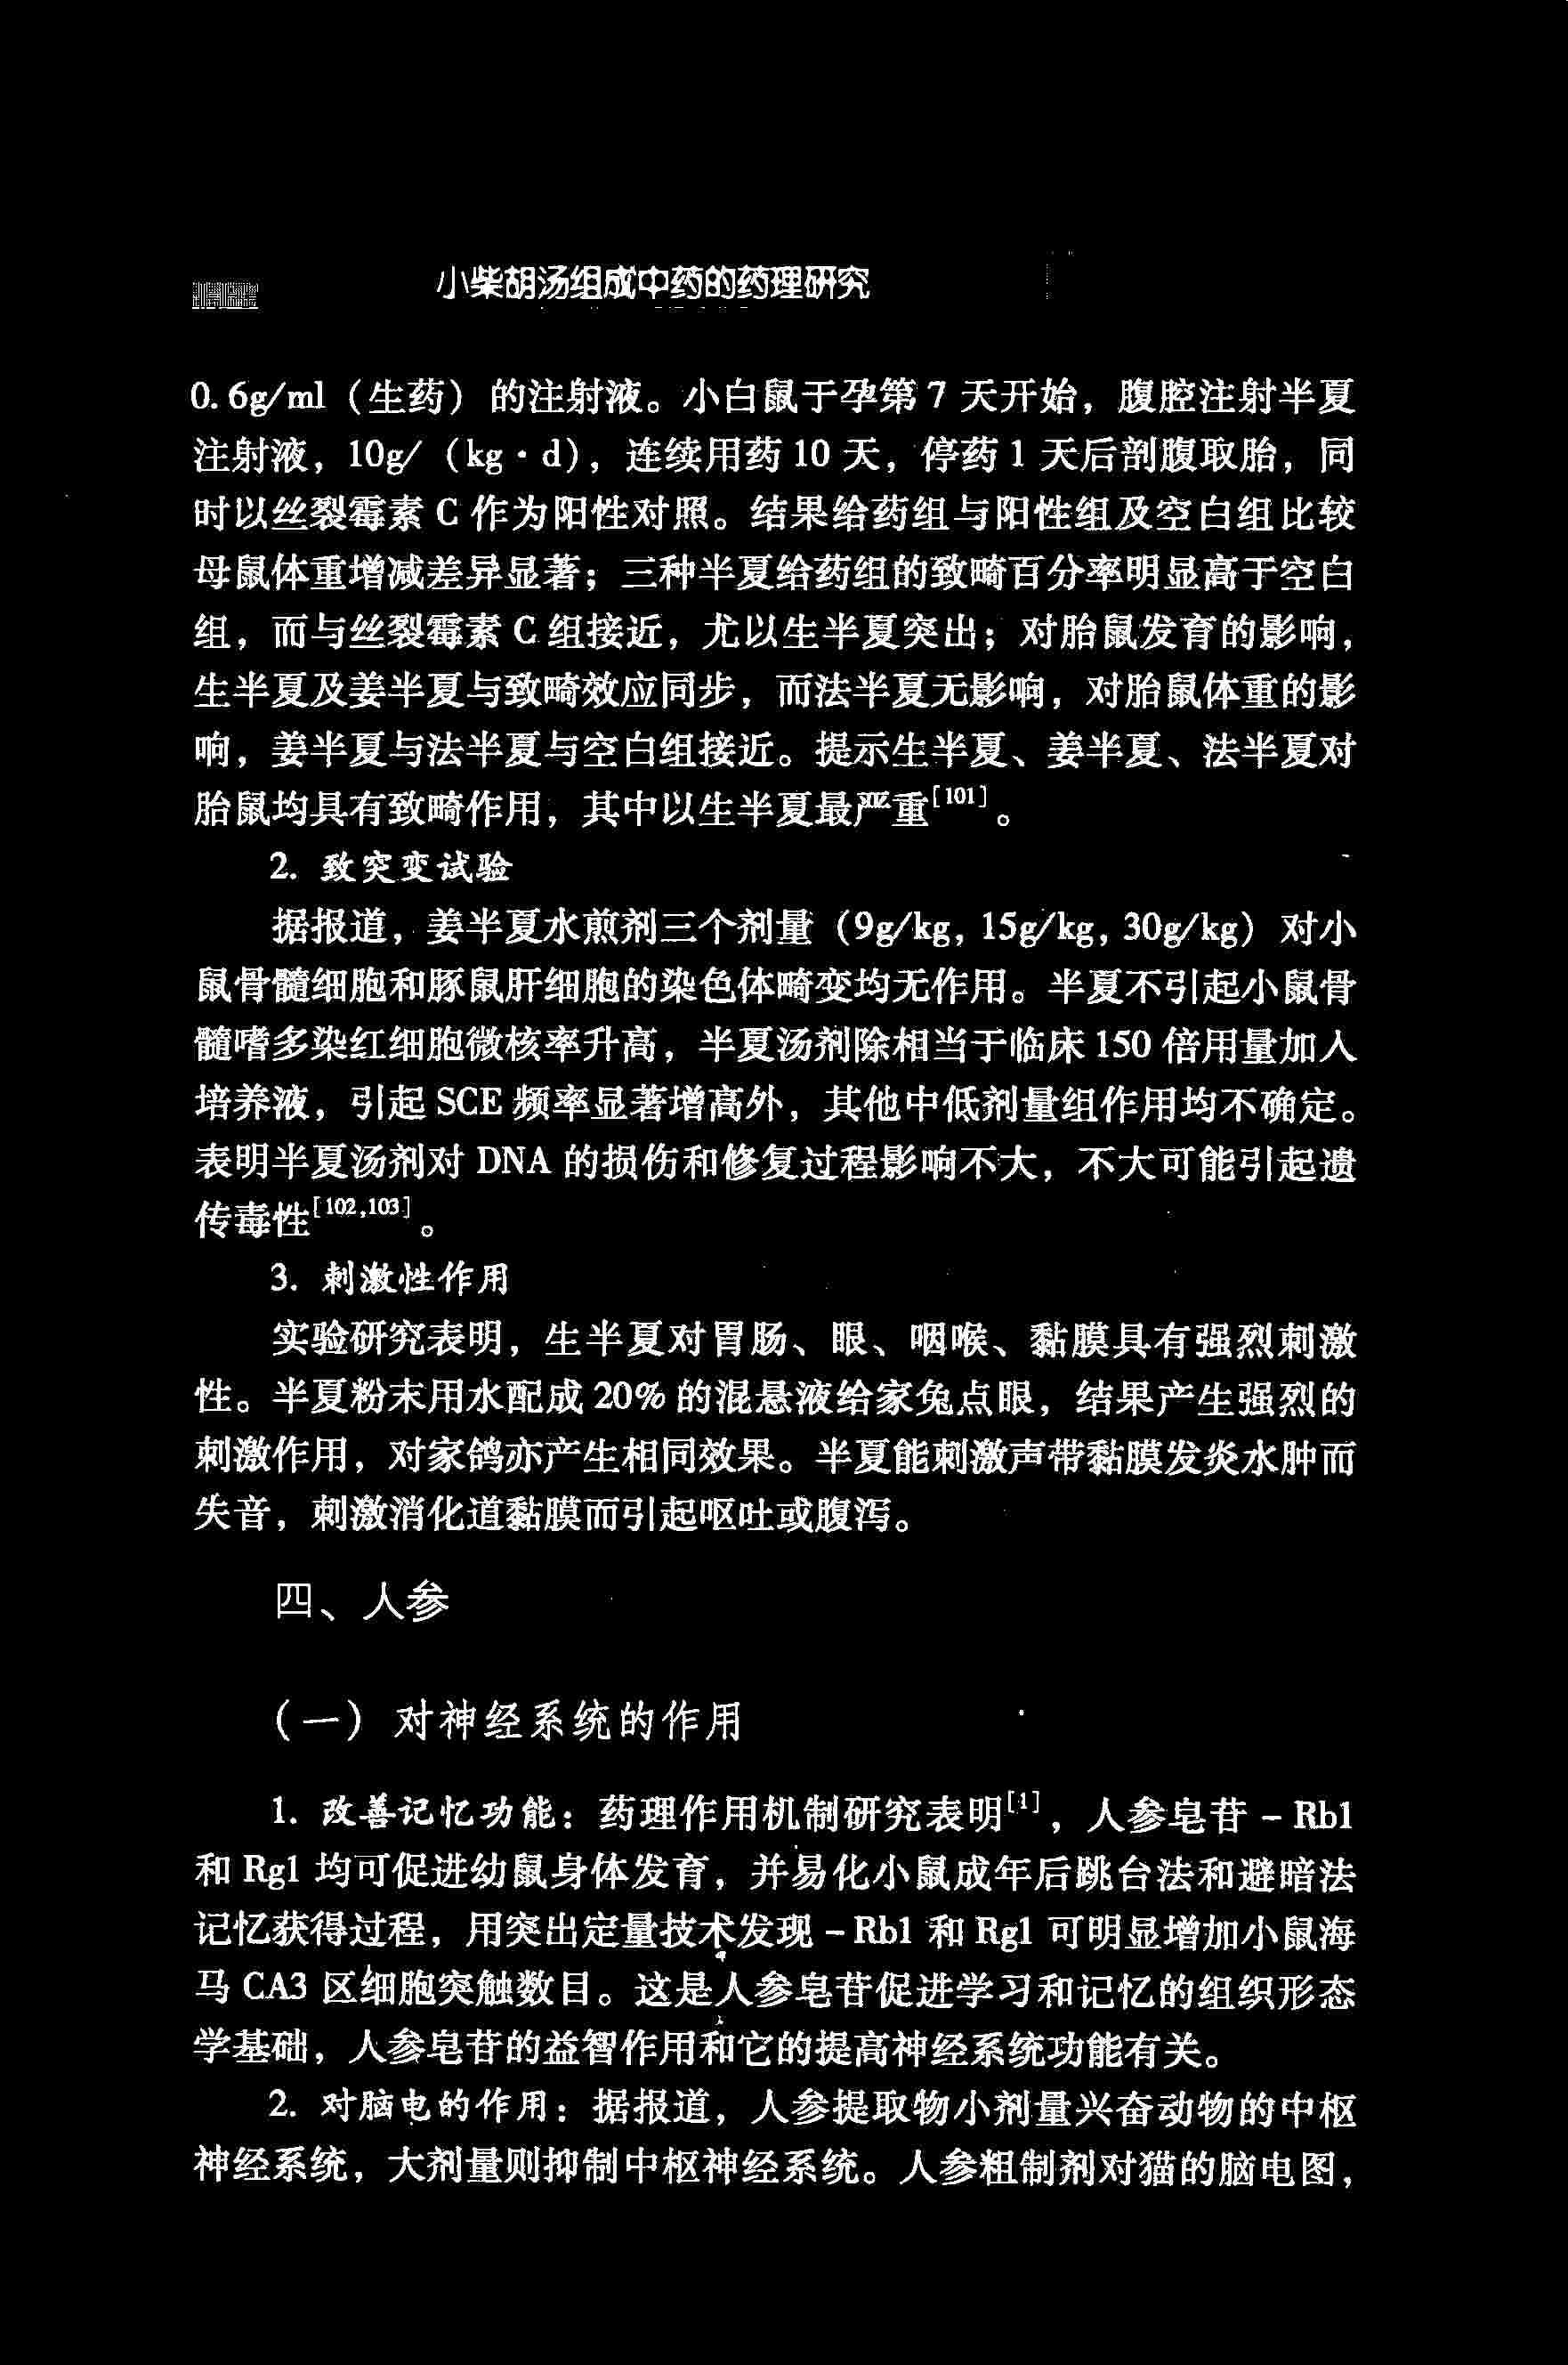 小柴胡汤组成中药的药理研究
0.6g/ml（生药）的注射液。小白鼠于孕第7天开始，腹腔注射半夏
注射液，10g/（kg·d），连续用药10天，停药1天后剖腹取胎，同
时以丝裂霉素C作为阳性对照。结果给药组与阳性组及空白组比较
母鼠体重增减差异显著；三种半夏给药组的致畸百分率明显高于空白
组，而与丝裂霉素C组接近，尤以生半夏突出；对胎鼠发育的影响，
生半夏及姜半夏与致畸效应同步，而法半夏无影响，对胎鼠体重的影
响，姜半夏与法半夏与空白组接近。提示生半夏、姜半夏、法半夏对
胎鼠均具有致畸作用，其中以生半夏最严重[101]。
2. 致突变试验
据报道，姜半夏水煎剂三个剂量（9g/kg，15g/kg，30g/kg）对小
鼠骨髓细胞和豚鼠肝细胞的染色体畸变均无作用。半夏不引起小鼠骨
髓嗜多染红细胞微核率升高，半夏汤剂除相当于临床150倍用量加入
培养液，引起SCE频率显著增高外，其他中低剂量组作用均不确定。
表明半夏汤剂对DNA的损伤和修复过程影响不大，不大可能引起遗
传毒性[102,103]。
3. 刺激性作用
实验研究表明，生半夏对胃肠、眼、咽喉、黏膜具有强烈刺激
性。半夏粉末用水配成20%的混悬液给家兔点眼，结果产生强烈的
刺激作用，对家鸽亦产生相同效果。半夏能刺激声带黏膜发炎水肿而
失音，刺激消化道黏膜而引起呕吐或腹泻。
四、人参
（一）对神经系统的作用
1. 改善记忆功能：药理作用机制研究表明[1]，人参皂苷－Rb1
和Rg1均可促进幼鼠身体发育，并易化小鼠成年后跳台法和避暗法
记忆获得过程，用突出定量技术发现－Rb1和Rg1可明显增加小鼠海
马CA3区细胞突触数目。这是人参皂苷促进学习和记忆的组织形态
学基础，人参皂苷的益智作用和它的提高神经系统功能有关。
2. 对脑电的作用：据报道，人参提取物小剂量兴奋动物的中枢
神经系统，大剂量则抑制中枢神经系统。人参粗制剂对猫的脑电图，